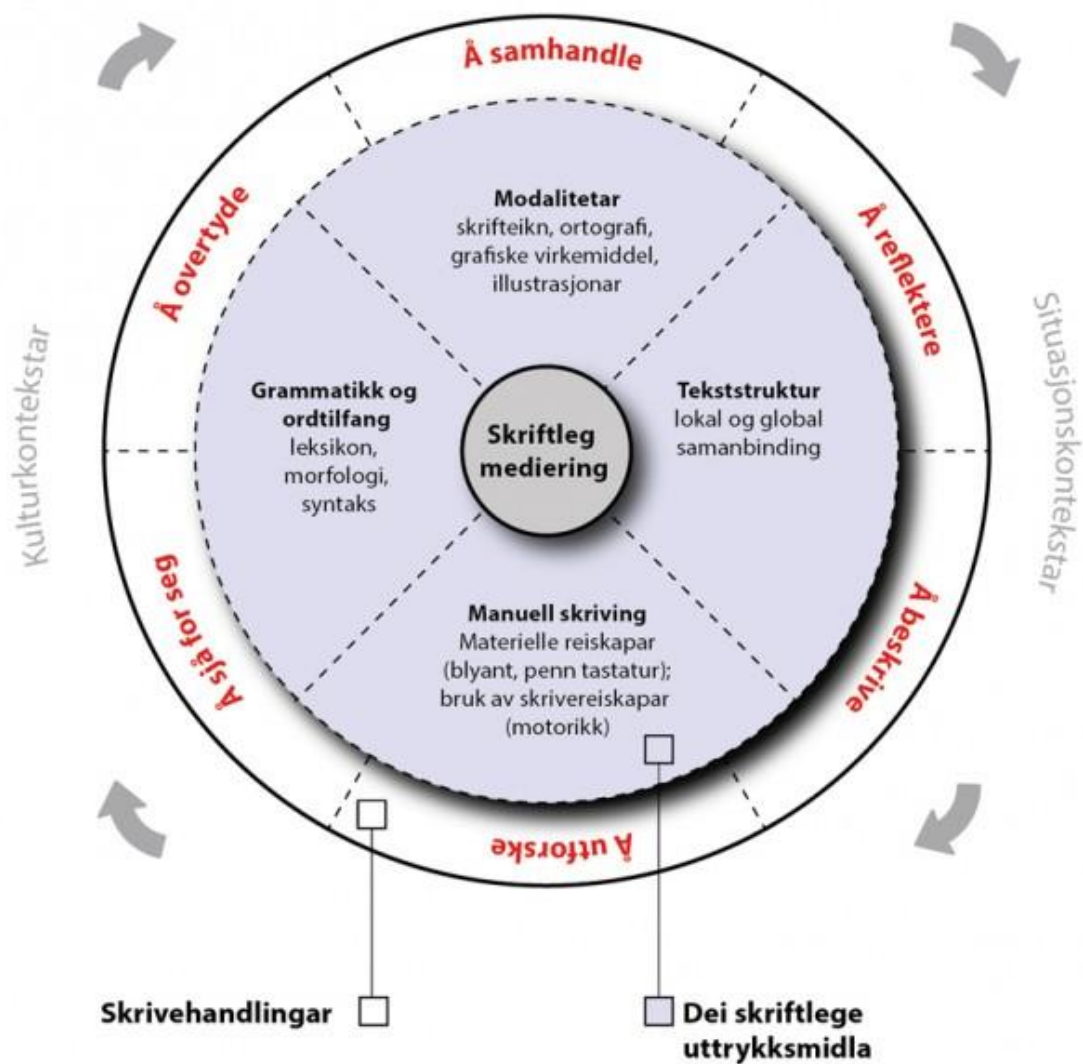 Å samhandle
Å overtyde
Å reflektere
Kulturkontekstar
Situasjonskontekstar
Modalitetar
skrifteikn, ortografi,
grafiske virkemiddel,
illustrasjonar
Grammatikk og
ordtilfang
leksikon,
morfologi,
syntaks
Skriftleg
mediering
Tekststruktur
lokal og global
samanbinding
Manuell skriving
Materielle reiskapar
(blyant, penn tastatur);
bruk av skrivereiskapar
(motorikk)
Å sjå for seg
Å beskrive
Å utforske
Skrivehandlingar
Dei skriftlege
uttrykksmidla